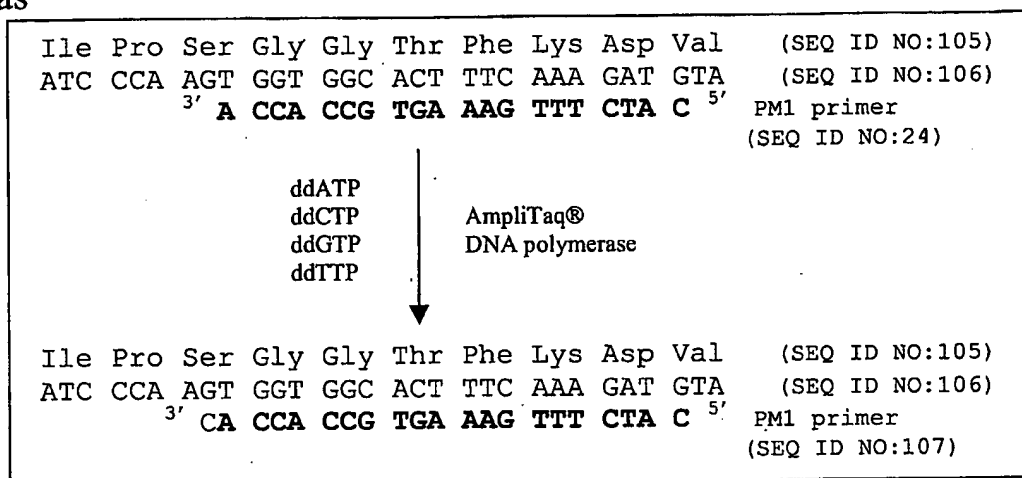 as
Ile Pro Ser Gly Gly Thr Phe Lys Asp Val (SEQ ID NO:105)
ATC CCA AGT GGT GGC ACT TTC AAA GAT GTA (SEQ ID NO:106)
3' A CCA CCG TGA AAG TTT CTA C 5' PM1 primer
(SEQ ID NO:24)
ddATP
ddCTP AmpliTaq®
ddGTP DNA polymerase
ddTTP
Ile Pro Ser Gly Gly Thr Phe Lys Asp Val (SEQ ID NO:105)
ATC CCA AGT GGT GGC ACT TTC AAA GAT GTA (SEQ ID NO:106)
3' CA CCA CCG TGA AAG TTT CTA C 5' PM1 primer
(SEQ ID NO:107)